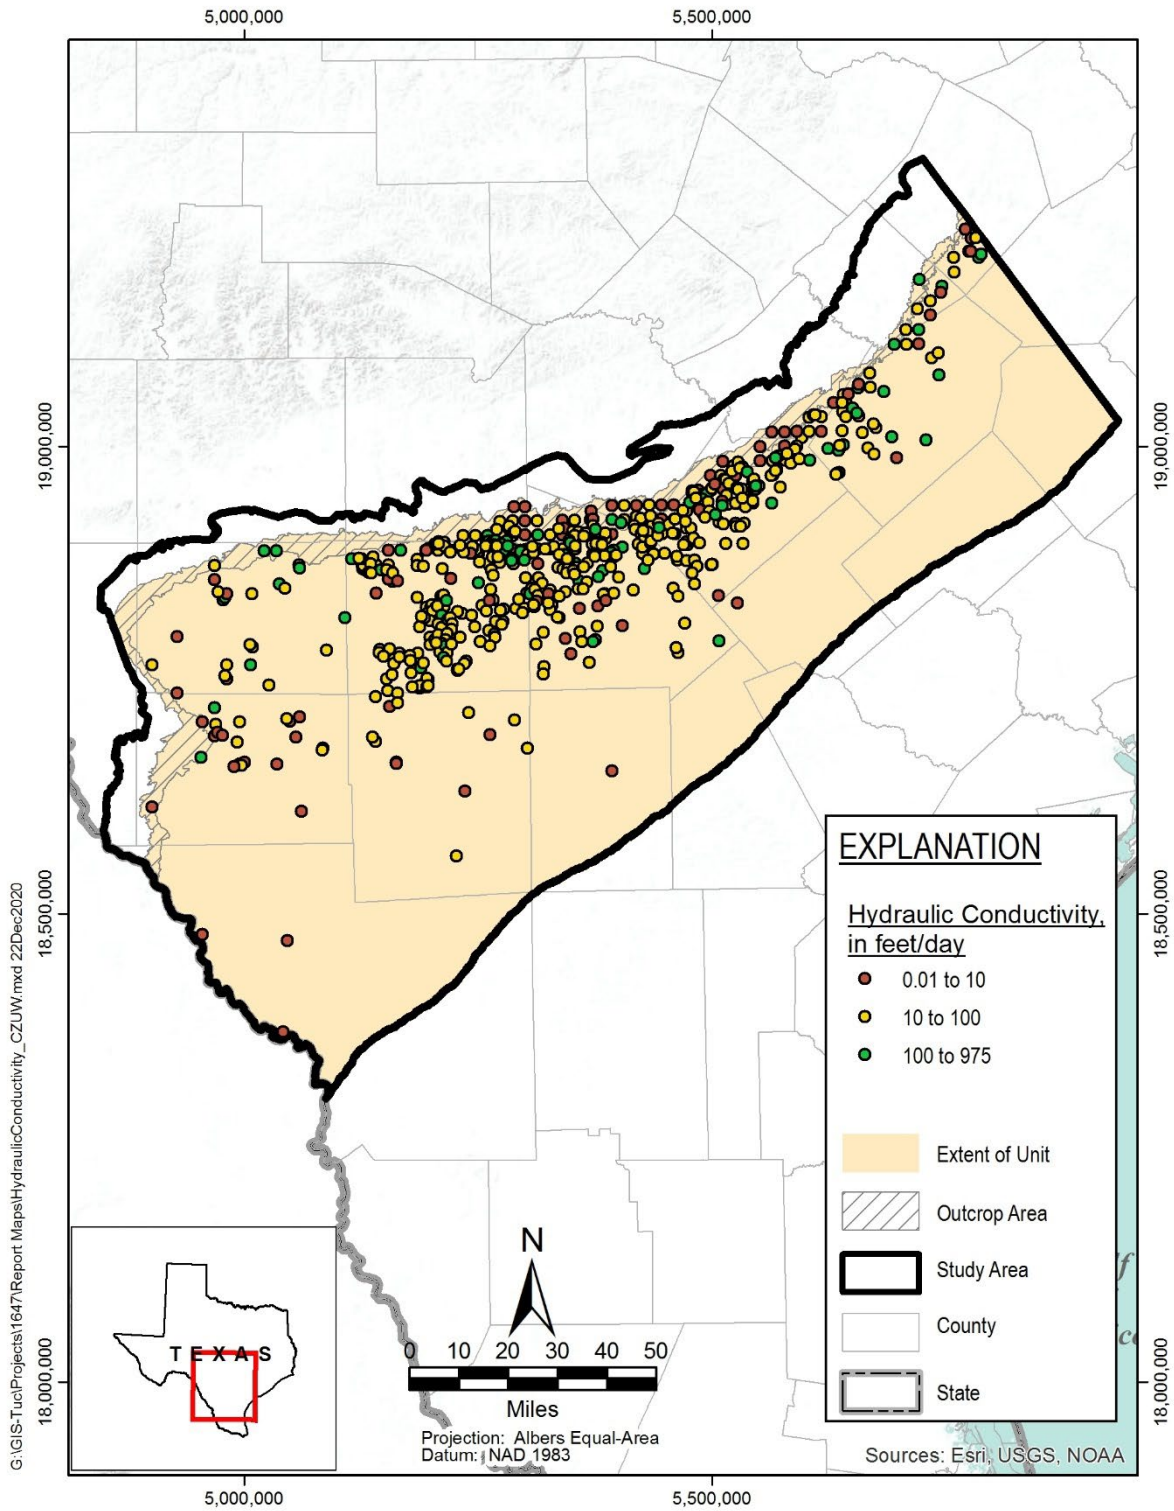 5,000,000
5,500,000
19,000,000
19,000,000
18,500,000
18,500,000
18,000,000
18,000,000
G:\GIS-Tuc\Projects\1647\Report Maps\HydraulicConductivity_CZUW.mxd 22Dec2020
EXPLANATION
Hydraulic Conductivity,
in feet/day
0.01 to 10
10 to 100
100 to 975
Extent of Unit
Outcrop Area
Study Area
County
State
TEXAS
N
0 10 20 30 40 50
Miles
Projection: Albers Equal-Area
Datum: NAD 1983
Sources: Esri, USGS, NOAA
5,000,000
5,500,000